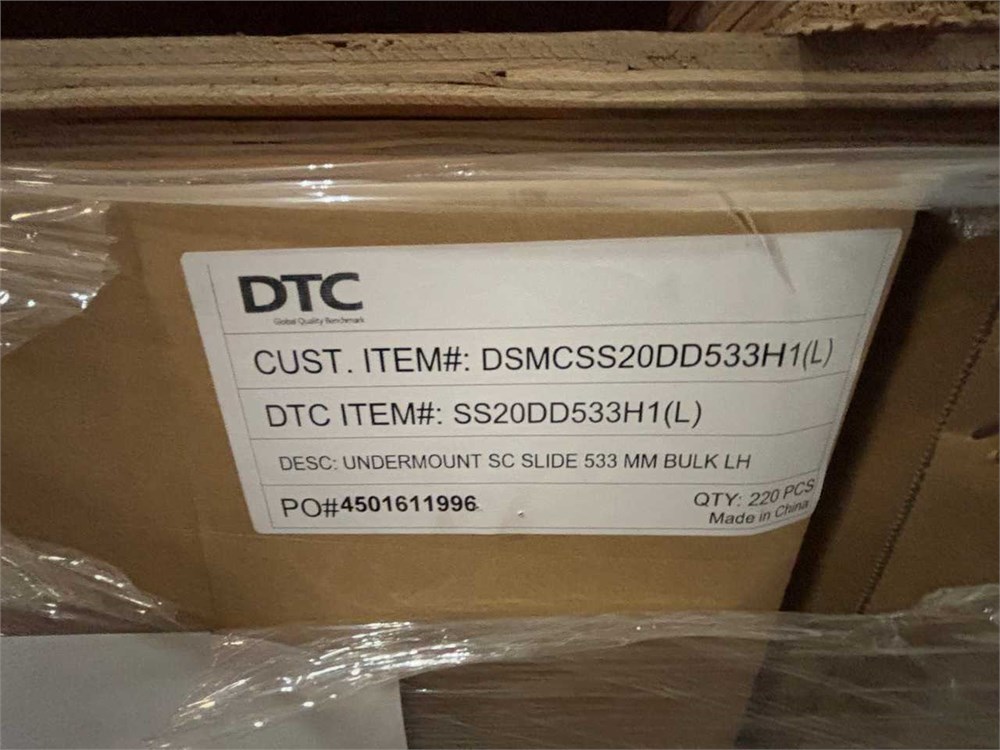 DTC
Global Quality Benchmark
CUST. ITEM#: DSMCSS20DD533H1(L)
DTC ITEM#: SS20DD533H1(L)
DESC: UNDERMOUNT SC SLIDE 533 MM BULK LH
PO#4501611996
QTY: 220 PCS
Made in China